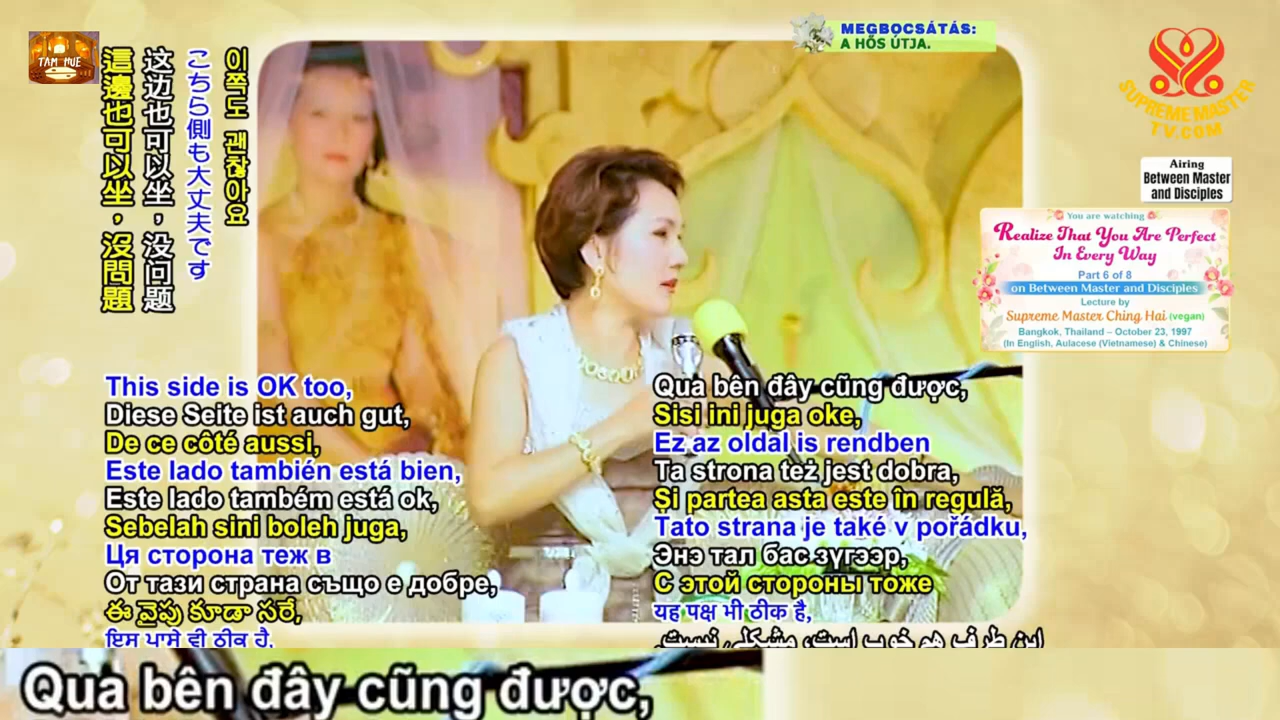 TAM HUE
這邊也可以坐，沒問題
这边也可以坐，没问题
こちら側も大丈夫です
이쪽도 괜찮아요
MEGBOCSÁTÁS:
A HŐS ÚTJA.
SUPREME MASTER
TV.COM
Airing
Between Master
and Disciples
You are watching
Realize That You Are Perfect
In Every Way
Part 6 of 8
on Between Master and Disciples
Lecture by
Supreme Master Ching Hai (vegan)
Bangkok, Thailand – October 23, 1997
(In English, Aulacese (Vietnamese) & Chinese)
This side is OK too,
Diese Seite ist auch gut,
De ce côté aussi,
Este lado también está bien,
Este lado também está ok,
Sebelah sini boleh juga,
Ця сторона теж в
От тази страна също е добре,
ఈ వైపు కూడా సరే,
ਇਸ ਪਾਸੇ ਵੀ ਠੀਕ ਹੈ,
Qua bên đây cũng được,
Sisi ini juga oke,
Ez az oldal is rendben
Ta strona też jest dobra,
Și partea asta este în regulă,
Tato strana je také v pořádku,
Энэ тал бас зүгээр,
С этой стороны тоже
यह पक्ष भी ठीक है,
این طرف هم خوب است، مشکلی نیست.
Qua bên đây cũng được,